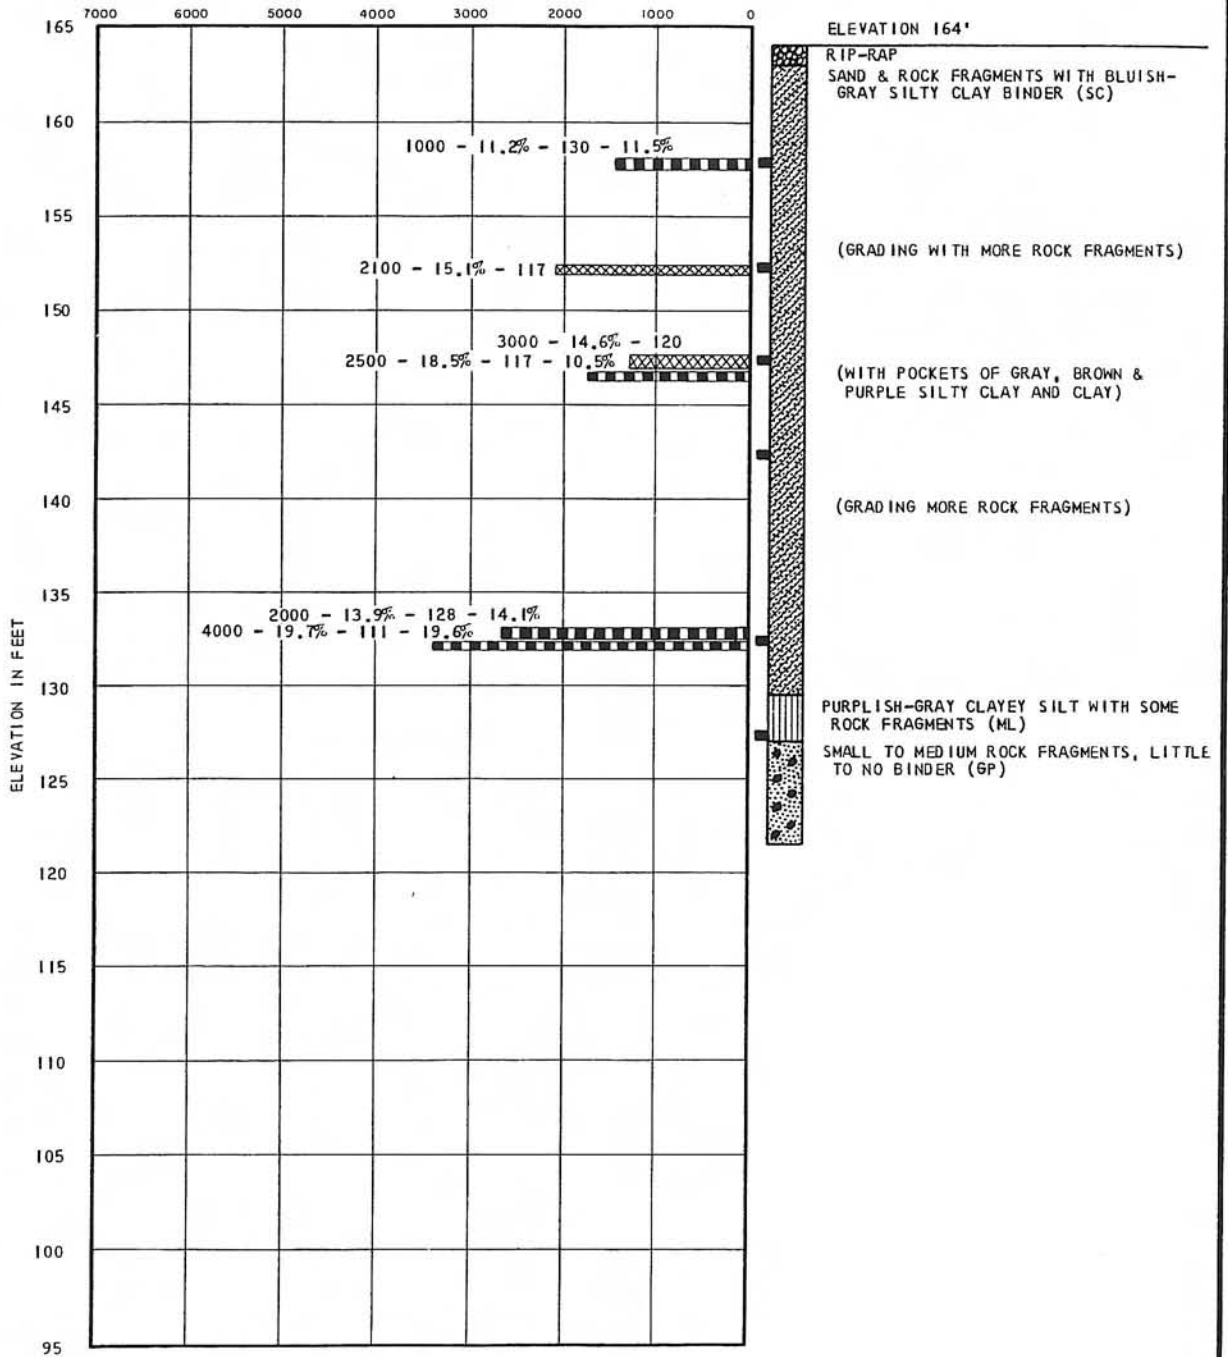 7000 6000 5000 4000 3000 2000 1000 0
ELEVATION 164'
165
RIP-RAP
SAND & ROCK FRAGMENTS WITH BLUISH-
GRAY SILTY CLAY BINDER (SC)
160
1000 - 11.2% - 130 - 11.5%
155
(GRADING WITH MORE ROCK FRAGMENTS)
2100 - 15.1% - 117
150
3000 - 14.6% - 120
2500 - 18.5% - 117 - 10.5%
(WITH POCKETS OF GRAY, BROWN &
PURPLE SILTY CLAY AND CLAY)
145
140
(GRADING MORE ROCK FRAGMENTS)
135
2000 - 13.9% - 128 - 14.1%
4000 - 19.7% - 111 - 19.6%
130
PURPLISH-GRAY CLAYEY SILT WITH SOME
ROCK FRAGMENTS (ML)
SMALL TO MEDIUM ROCK FRAGMENTS, LITTLE
TO NO BINDER (GP)
125
ELEVATION IN FEET
120
115
110
105
100
95